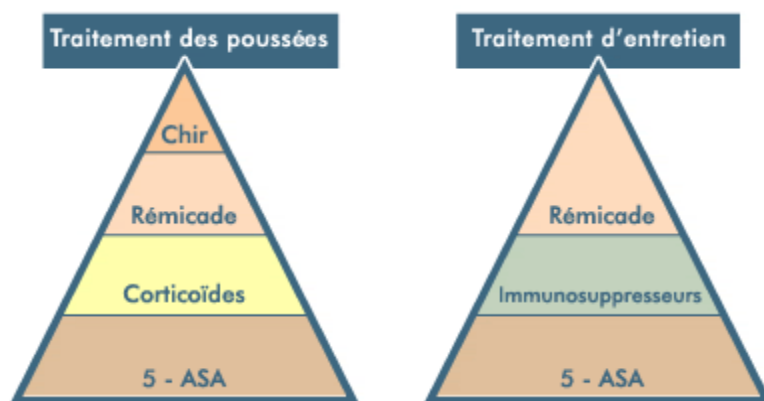 Traitement des poussées
Chir
Rémicade
Corticoïdes
5 - ASA
Traitement d'entretien
Rémicade
Immunosuppresseurs
5 - ASA